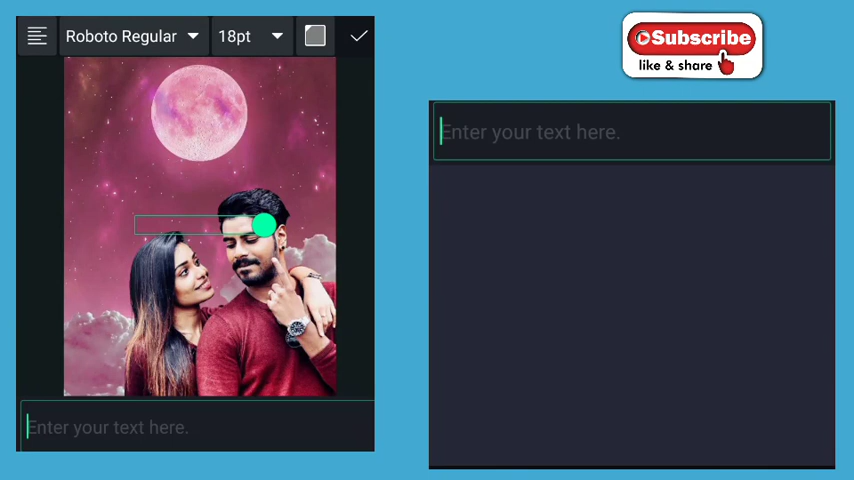 Roboto Regular 18pt
Subscribe
like & share
Enter your text here.
Enter your text here.